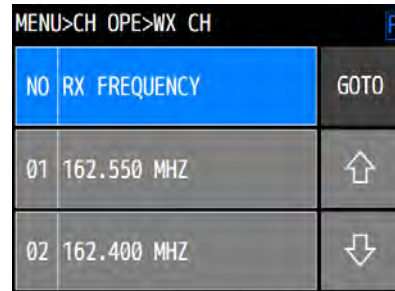 MENU>CH OPE>WX CH
NO RX FREQUENCY GOTO
01 162.550 MHZ
02 162.400 MHZ